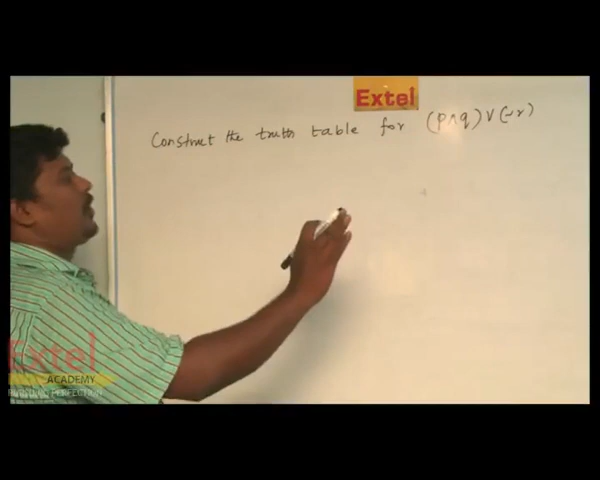 Extel
Construct the truth table for (p∧q)∨(~r)
Extel
ACADEMY